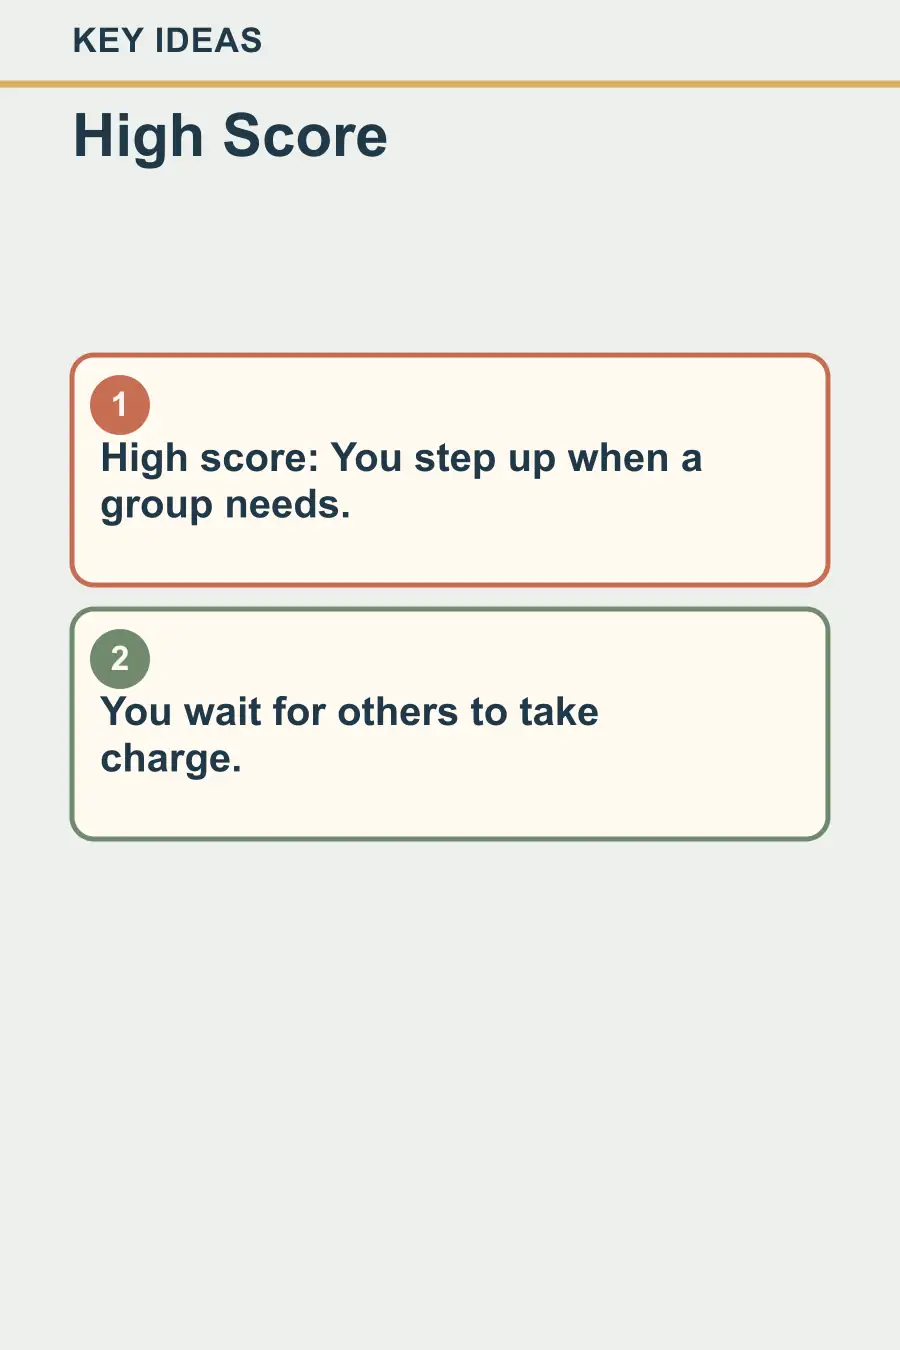 KEY IDEAS
High Score
1
High score: You step up when a
group needs.
2
You wait for others to take
charge.